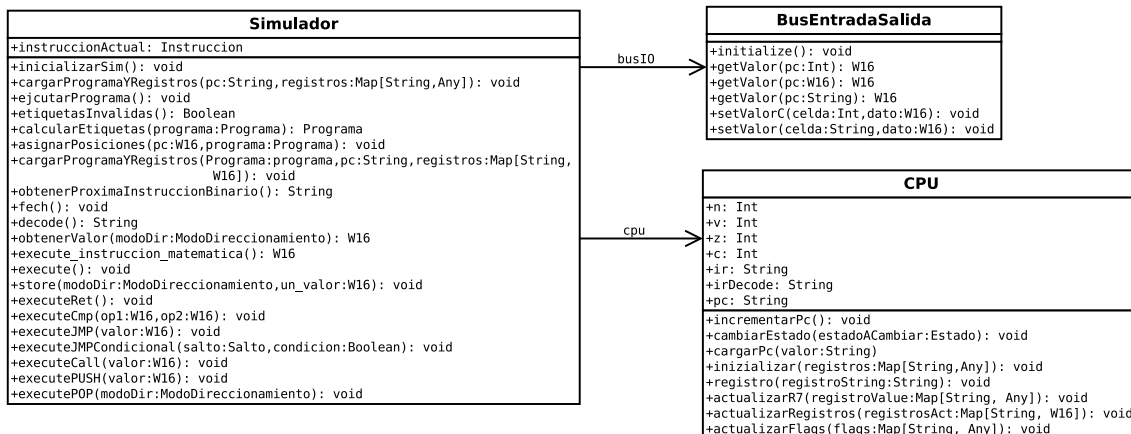 Simulador
+instruccionActual: Instruccion
+inicializarSim(): void
+cargarProgramaYRegistros(pc:String,registros:Map[String,Any]): void
+ejcutarPrograma(): void
+etiquetasInvalidas(): Boolean
+calcularEtiquetas(programa:Programa): Programa
+asignarPosiciones(pc:W16,programa:Programa): void
+cargarProgramaYRegistros(Programa:programa,pc:String,registros:Map[String,
W16]): void
+obtenerProximaInstruccionBinario(): String
+fech(): void
+decode(): String
+obtenerValor(modoDir:ModoDireccionamiento): W16
+execute_instruccion_matematica(): W16
+execute(): void
+store(modoDir:ModoDireccionamiento,un_valor:W16): void
+executeRet(): void
+executeCmp(op1:W16,op2:W16): void
+executeJMP(valor:W16): void
+executeJMPCondicional(salto:Salto,condicion:Boolean): void
+executeCall(valor:W16): void
+executePUSH(valor:W16): void
+executePOP(modoDir:ModoDireccionamiento): void
busIO
cpu
BusEntradaSalida
+initialize(): void
+getValor(pc:Int): W16
+getValor(pc:W16): W16
+getValor(pc:String): W16
+setValorC(celda:Int,dato:W16): void
+setValor(celda:String,dato:W16): void
CPU
+n: Int
+v: Int
+z: Int
+c: Int
+ir: String
+irDecode: String
+pc: String
+incrementarPc(): void
+cambiarEstado(estadoACambiar:Estado): void
+cargarPc(valor:String)
+inizializar(registros:Map[String,Any]): void
+registro(registroString:String): void
+actualizarR7(registroValue:Map[String, Any]): void
+actualizarRegistros(registrosAct:Map[String, W16]): void
+actualizarFlags(flags:Map[String, Any]): void